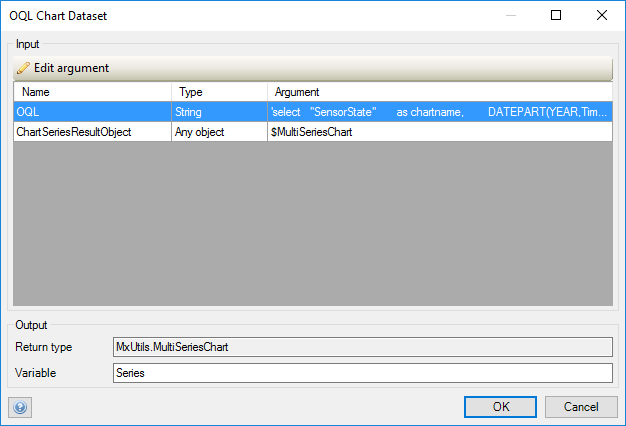 OQL Chart Dataset
Input
Edit argument
Name Type Argument
OQL String 'select "SensorState" as chartname, DATEPART(YEAR,Tim...
ChartSeriesResultObject Any object $MultiSeriesChart
Output
Return type MxUtils.MultiSeriesChart
Variable Series
? OK Cancel